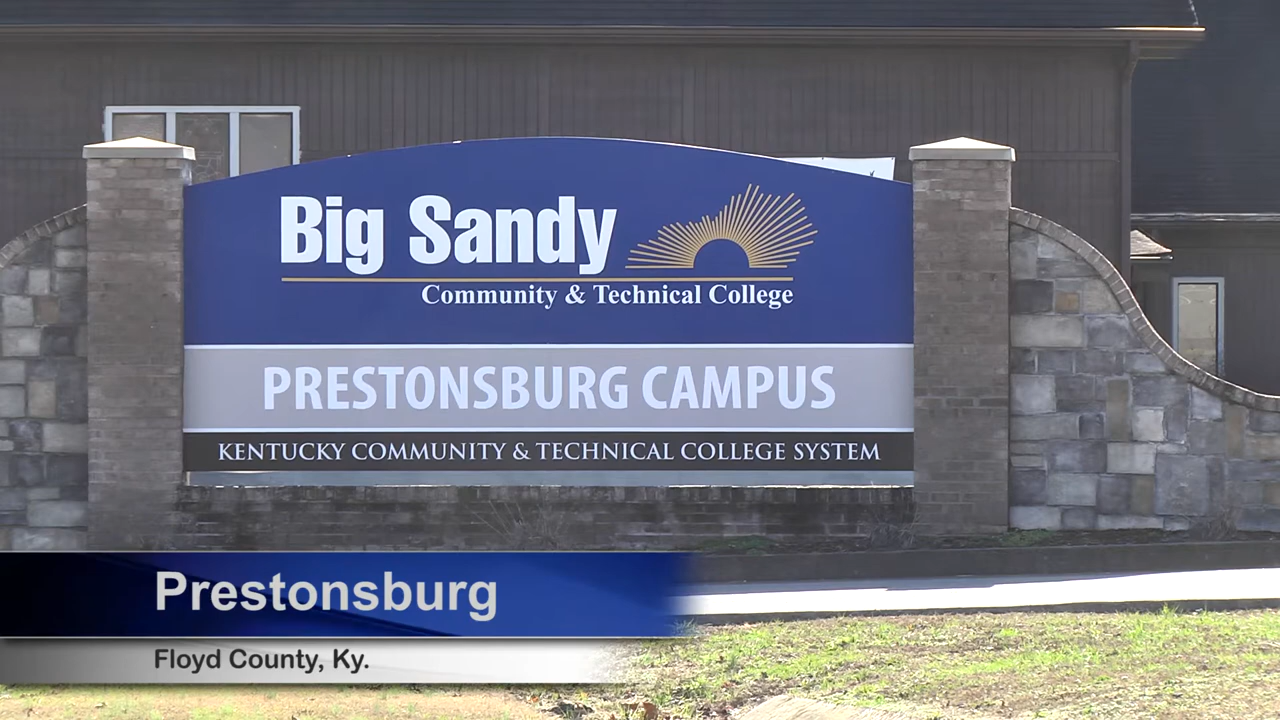 Big Sandy
Community & Technical College
PRESTONSBURG CAMPUS
KENTUCKY COMMUNITY & TECHNICAL COLLEGE SYSTEM
Prestonsburg
Floyd County, Ky.